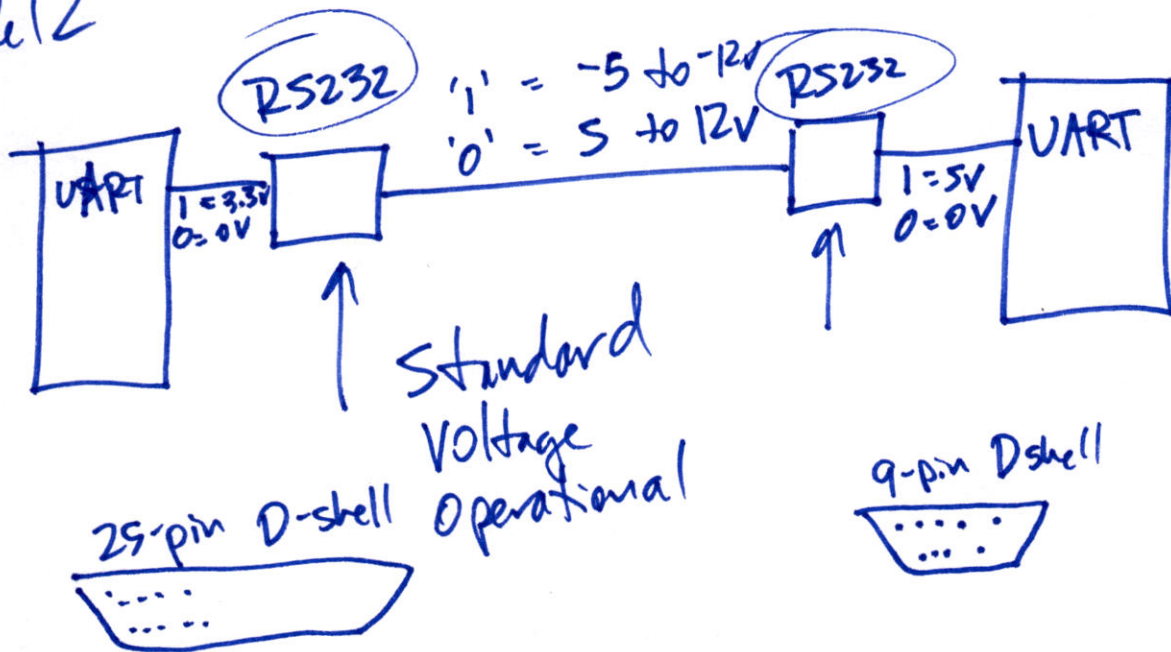 RS232
'1' = -5 to -12V
'0' = 5 to 12V
RS232
UART
1 = 3.3V
0= 0V
1=5V
0=0V
UART
Standard
Voltage
Operational
25-pin D-shell
9-pin Dshell